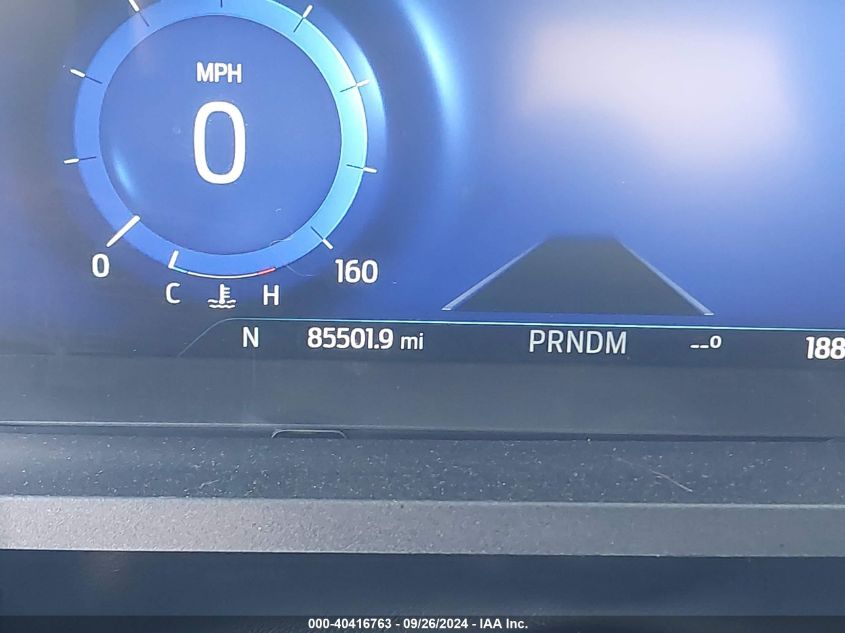 MPH
0
0
160
C H
N 85501.9 mi PRNDM --º 188
000-40416763 - 09/26/2024 - IAA Inc.